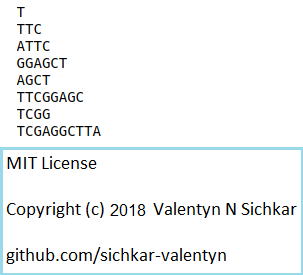 T
TTC
ATTC
GGAGCT
AGCT
TTCGGAGC
TCGG
TCGAGGCTTA
MIT License
Copyright (c) 2018 Valentyn N Sichkar
github.com/sichkar-valentyn